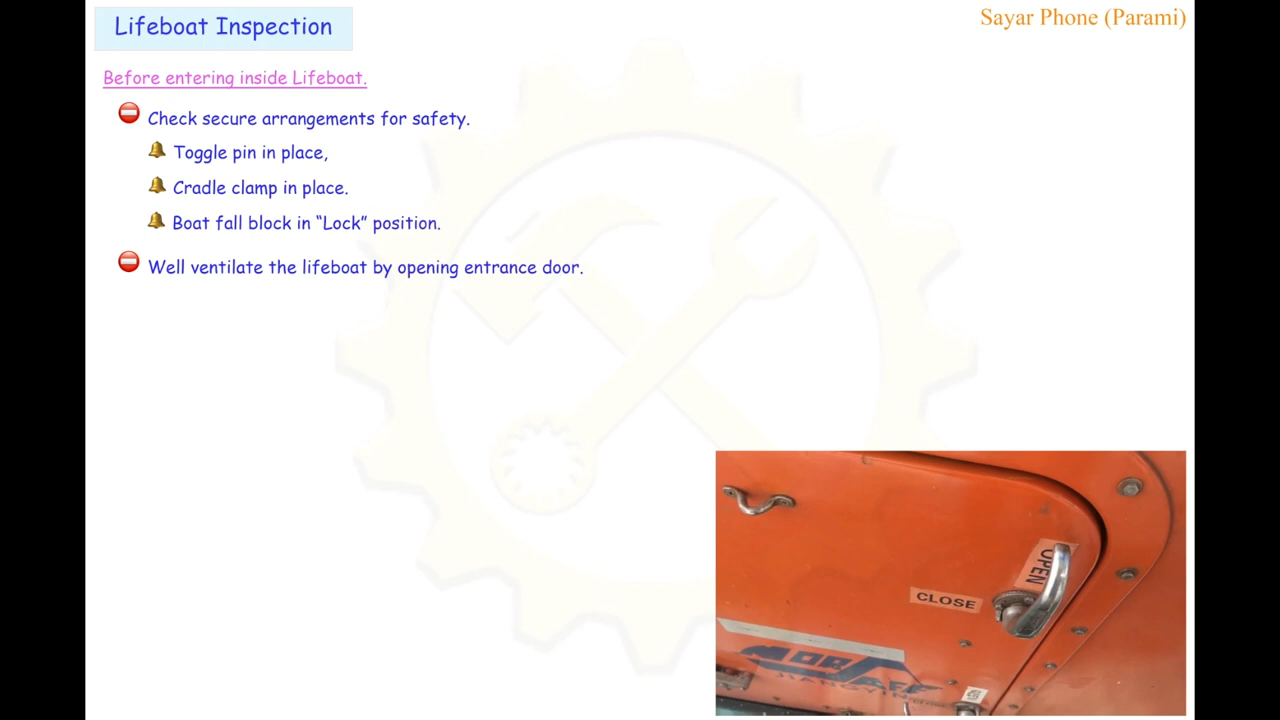 Lifeboat Inspection
Sayar Phone (Parami)
Before entering inside Lifeboat.
Check secure arrangements for safety.
Toggle pin in place,
Cradle clamp in place.
Boat fall block in “Lock” position.
Well ventilate the lifeboat by opening entrance door.
OPEN
CLOSE
JIANGYIN